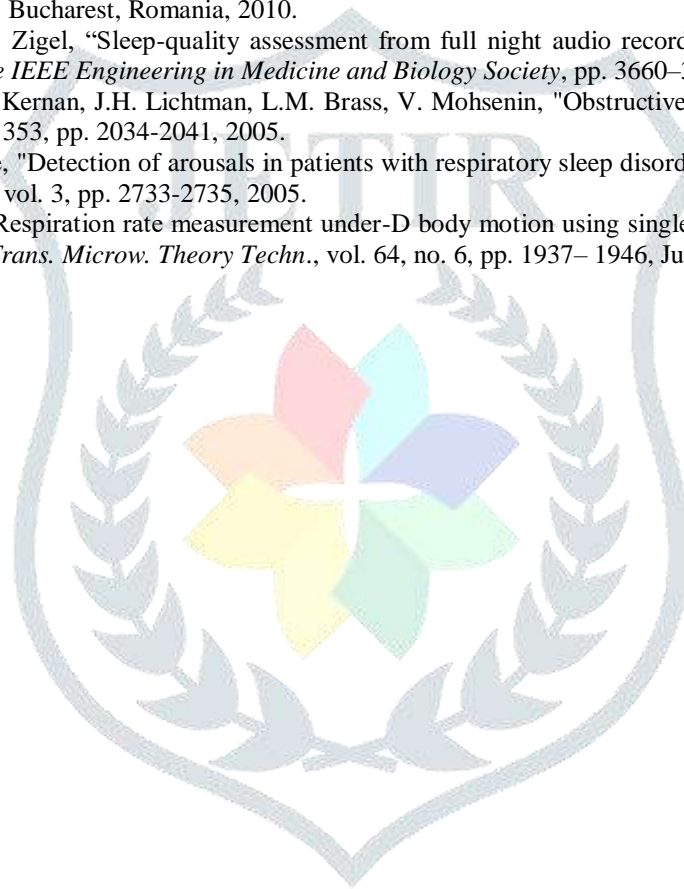 Bucharest, Romania, 2010.
Zigel, “Sleep-quality assessment from full night audio record
IEEE Engineering in Medicine and Biology Society, pp. 3660–3
Kernan, J.H. Lichtman, L.M. Brass, V. Mohsenin, "Obstructive
353, pp. 2034-2041, 2005.
e, "Detection of arousals in patients with respiratory sleep disord
vol. 3, pp. 2733-2735, 2005.
Respiration rate measurement under-D body motion using single
Trans. Microw. Theory Techn., vol. 64, no. 6, pp. 1937– 1946, Ju
JETIR